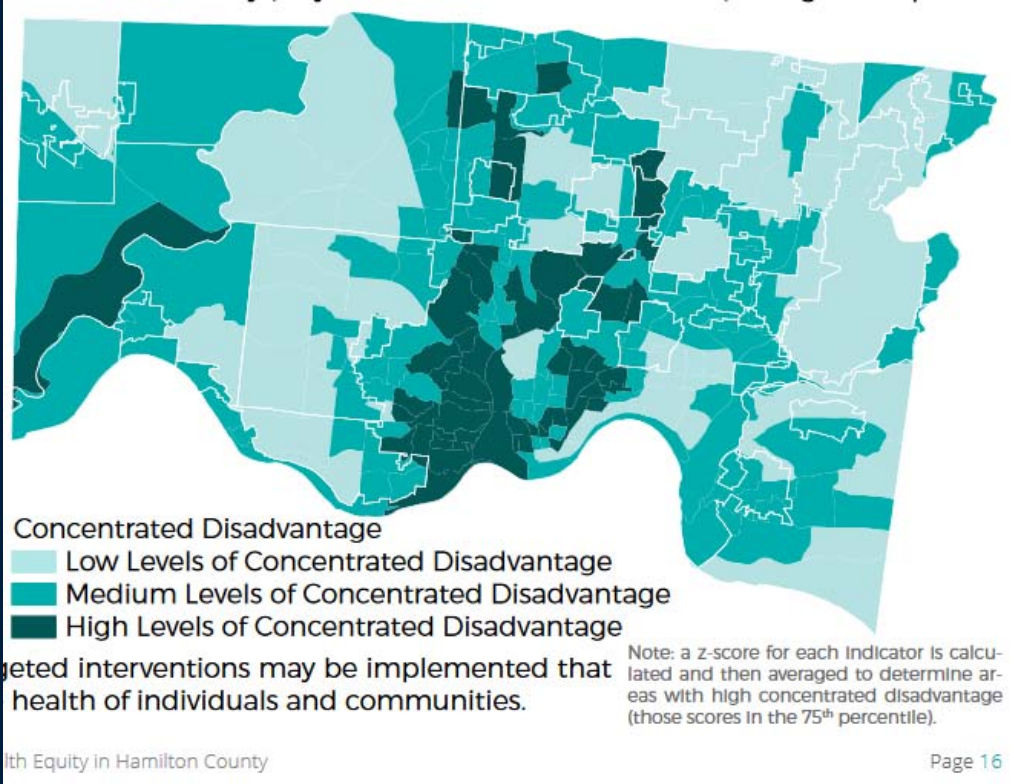 Concentrated Disadvantage
Low Levels of Concentrated Disadvantage
Medium Levels of Concentrated Disadvantage
High Levels of Concentrated Disadvantage
geted interventions may be implemented that
health of individuals and communities.
Note: a z-score for each indicator is calcu-
lated and then averaged to determine ar-
eas with high concentrated disadvantage
(those scores in the 75th percentile).
lth Equity in Hamilton County
Page 16